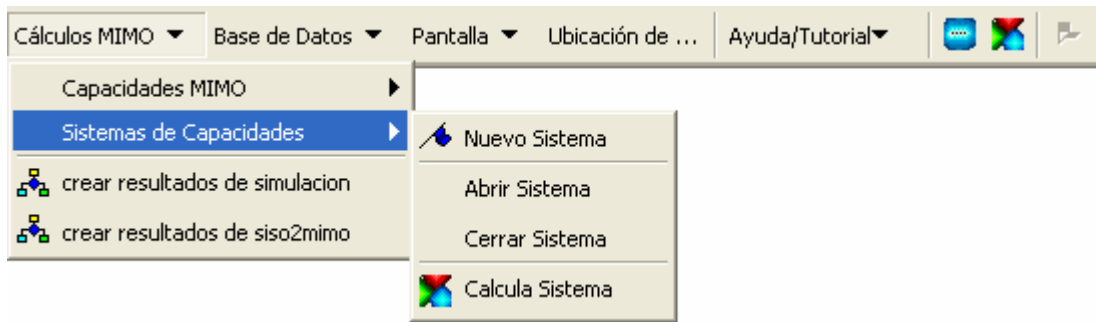 Cálculos MIMO Base de Datos Pantalla Ubicación de ... Ayuda/Tutorial
Capacidades MIMO
Sistemas de Capacidades
crear resultados de simulacion
crear resultados de siso2mimo
Nuevo Sistema
Abrir Sistema
Cerrar Sistema
Calcula Sistema